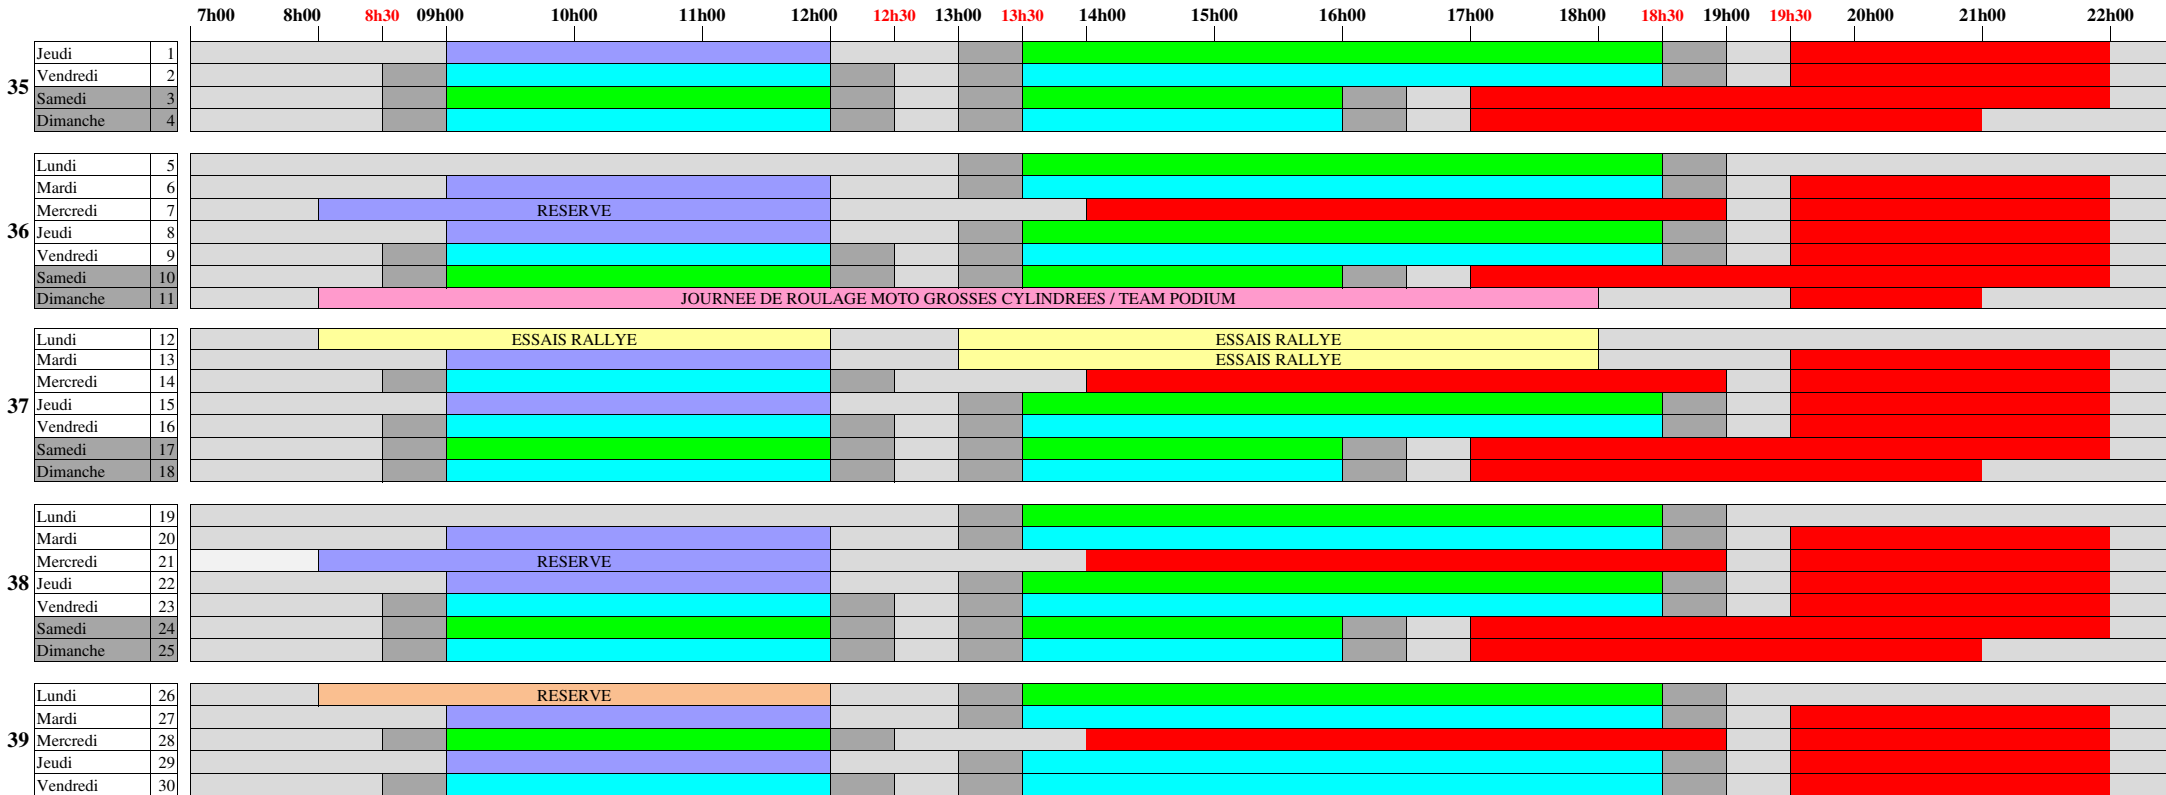 7h00 8h00 8h30 09h00 10h00 11h00 12h00 12h30 13h00 13h30 14h00 15h00 16h00 17h00 18h00 18h30 19h00 19h30 20h00 21h00 22h00
35
Jeudi 1
Vendredi 2
Samedi 3
Dimanche 4
36
Lundi 5
Mardi 6
Mercredi 7 RESERVE
Jeudi 8
Vendredi 9
Samedi 10
Dimanche 11 JOURNEE DE ROULAGE MOTO GROSSES CYLINDREES / TEAM PODIUM
37
Lundi 12 ESSAIS RALLYE ESSAIS RALLYE
Mardi 13 ESSAIS RALLYE
Mercredi 14
Jeudi 15
Vendredi 16
Samedi 17
Dimanche 18
38
Lundi 19
Mardi 20
Mercredi 21 RESERVE
Jeudi 22
Vendredi 23
Samedi 24
Dimanche 25
39
Lundi 26 RESERVE
Mardi 27
Mercredi 28
Jeudi 29
Vendredi 30